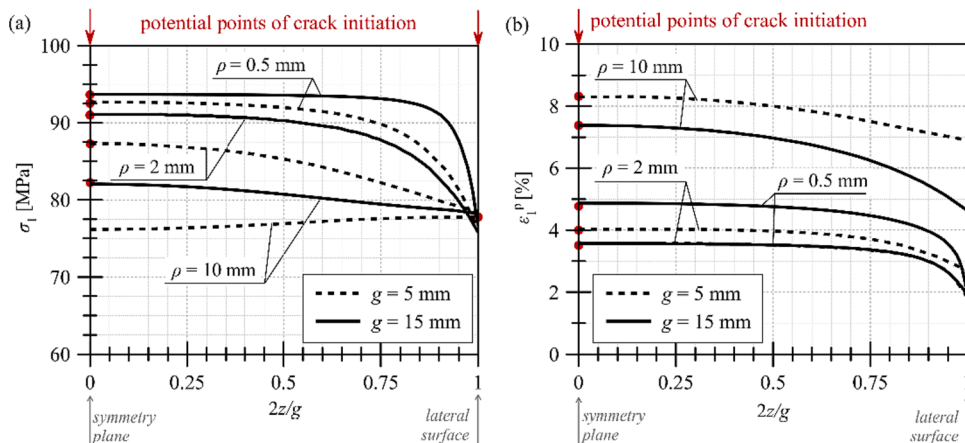 (a) potential points of crack initiation
100
90
80
70
60
σ₁ [MPa]
ρ = 0.5 mm
ρ = 2 mm
ρ = 10 mm
g = 5 mm
g = 15 mm
0 0.25 0.5 0.75 1
2z/g
symmetry plane
lateral surface
(b) potential points of crack initiation
10
8
6
4
2
0
ε₁ᵖ [%]
ρ = 10 mm
ρ = 2 mm
ρ = 0.5 mm
g = 5 mm
g = 15 mm
0 0.25 0.5 0.75 1
2z/g
symmetry plane
lateral surface